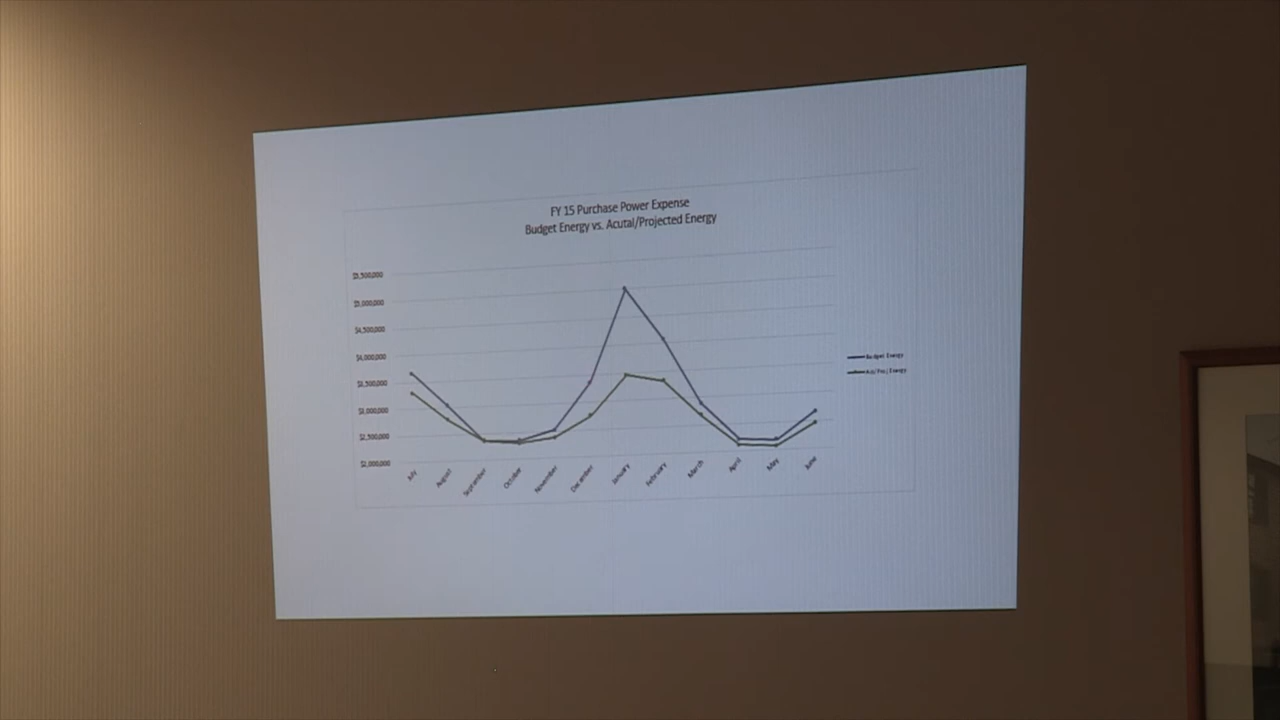 FY 15 Purchase Power Expense
Budget Energy vs. Acutal/Projected Energy
$5,500,000
$5,000,000
$4,500,000
$4,000,000
$3,500,000
$3,000,000
$2,500,000
$2,000,000
July
August
September
October
November
December
January
February
March
April
May
June
Budget Energy